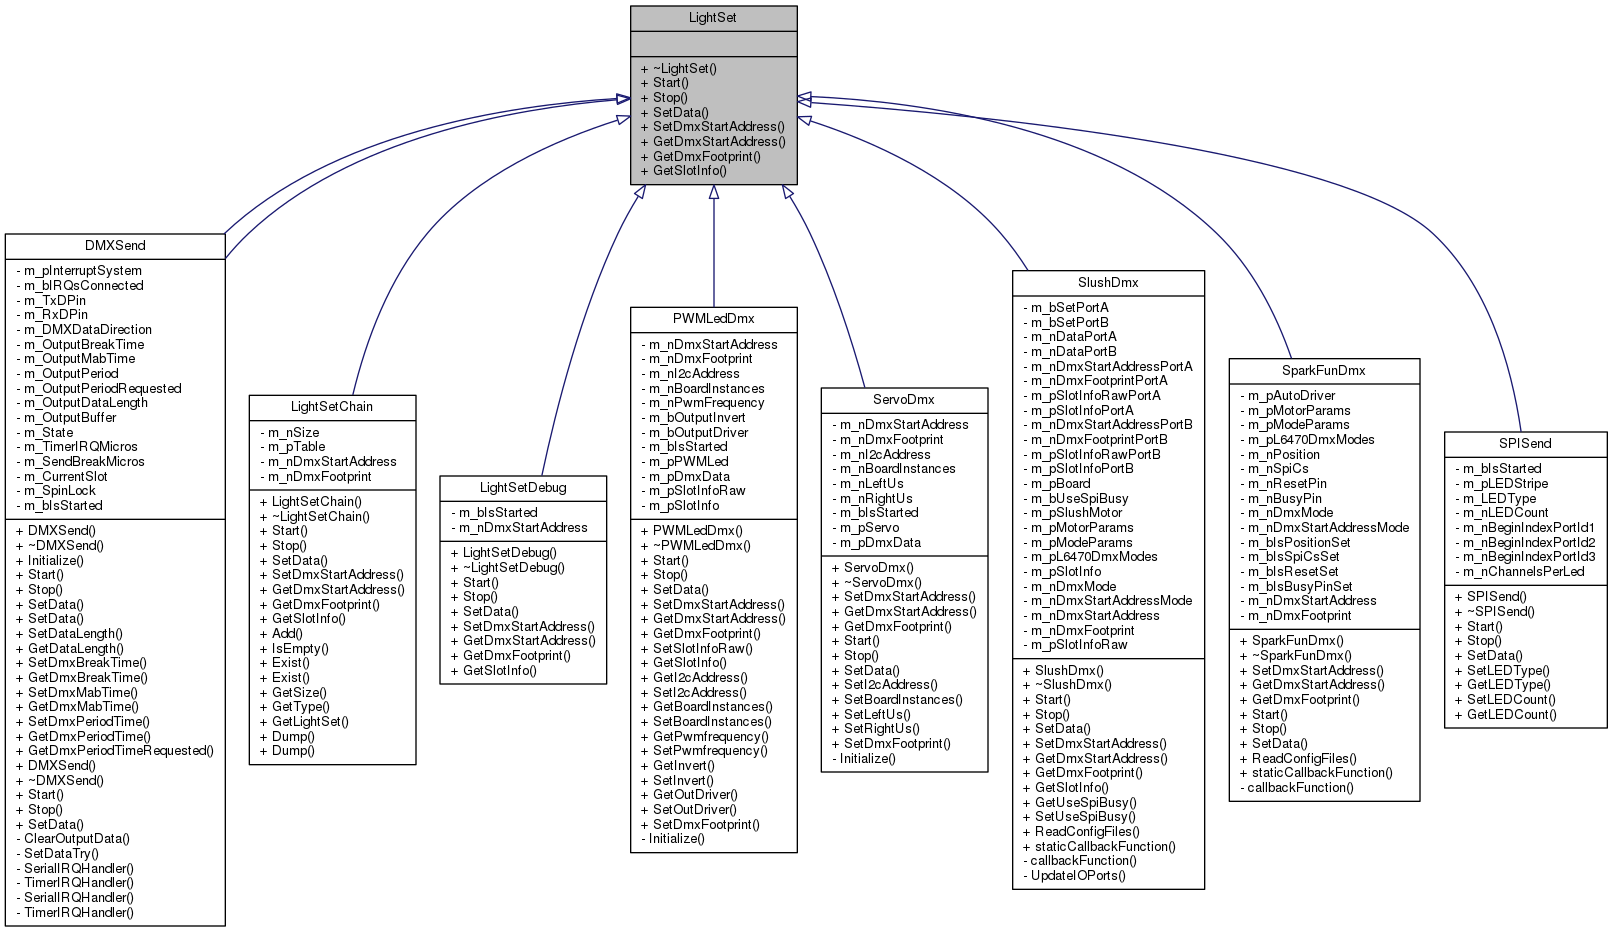 LightSet
+ ~LightSet()
+ Start()
+ Stop()
+ SetData()
+ SetDmxStartAddress()
+ GetDmxStartAddress()
+ GetDmxFootprint()
+ GetSlotInfo()
DMXSend
- m_pInterruptSystem
- m_bIRQsConnected
- m_TxDPin
- m_RxDPin
- m_DMXDataDirection
- m_OutputBreakTime
- m_OutputMabTime
- m_OutputPeriod
- m_OutputPeriodRequested
- m_OutputDataLength
- m_OutputBuffer
- m_State
- m_TimerIRQMicros
- m_SendBreakMicros
- m_CurrentSlot
- m_SpinLock
- m_bIsStarted
+ DMXSend()
+ ~DMXSend()
+ Initialize()
+ Start()
+ Stop()
+ SetData()
+ SetData()
+ SetDataLength()
+ GetDataLength()
+ SetDmxBreakTime()
+ GetDmxBreakTime()
+ SetDmxMabTime()
+ GetDmxMabTime()
+ SetDmxPeriodTime()
+ GetDmxPeriodTime()
+ GetDmxPeriodTimeRequested()
+ DMXSend()
+ ~DMXSend()
+ Start()
+ Stop()
+ SetData()
- ClearOutputData()
- SetDataTry()
- SerialIRQHandler()
- TimerIRQHandler()
- SerialIRQHandler()
- TimerIRQHandler()
LightSetChain
- m_nSize
- m_pTable
- m_nDmxStartAddress
- m_nDmxFootprint
+ LightSetChain()
+ ~LightSetChain()
+ Start()
+ Stop()
+ SetData()
+ SetDmxStartAddress()
+ GetDmxStartAddress()
+ GetDmxFootprint()
+ GetSlotInfo()
+ Add()
+ IsEmpty()
+ Exist()
+ Exist()
+ GetSize()
+ GetType()
+ GetLightSet()
+ Dump()
+ Dump()
LightSetDebug
- m_bIsStarted
- m_nDmxStartAddress
+ LightSetDebug()
+ ~LightSetDebug()
+ Start()
+ Stop()
+ SetData()
+ SetDmxStartAddress()
+ GetDmxStartAddress()
+ GetDmxFootprint()
+ GetSlotInfo()
PWMLedDmx
- m_nDmxStartAddress
- m_nDmxFootprint
- m_nI2cAddress
- m_nBoardInstances
- m_nPwmFrequency
- m_bOutputInvert
- m_bOutputDriver
- m_bIsStarted
- m_pPWMLed
- m_pDmxData
- m_pSlotInfoRaw
- m_pSlotInfo
+ PWMLedDmx()
+ ~PWMLedDmx()
+ Start()
+ Stop()
+ SetData()
+ SetDmxStartAddress()
+ GetDmxStartAddress()
+ GetDmxFootprint()
+ SetSlotInfoRaw()
+ GetSlotInfo()
+ GetI2cAddress()
+ SetI2cAddress()
+ GetBoardInstances()
+ SetBoardInstances()
+ GetPwmfrequency()
+ SetPwmfrequency()
+ GetInvert()
+ SetInvert()
+ GetOutDriver()
+ SetOutDriver()
+ SetDmxFootprint()
- Initialize()
ServoDmx
- m_nDmxStartAddress
- m_nDmxFootprint
- m_nI2cAddress
- m_nBoardInstances
- m_nLeftUs
- m_nRightUs
- m_bIsStarted
- m_pServo
- m_pDmxData
+ ServoDmx()
+ ~ServoDmx()
+ SetDmxStartAddress()
+ GetDmxStartAddress()
+ GetDmxFootprint()
+ Start()
+ Stop()
+ SetData()
+ SetI2cAddress()
+ SetBoardInstances()
+ SetLeftUs()
+ SetRightUs()
+ SetDmxFootprint()
- Initialize()
SlushDmx
- m_bSetPortA
- m_bSetPortB
- m_nDataPortA
- m_nDataPortB
- m_nDmxStartAddressPortA
- m_nDmxFootprintPortA
- m_pSlotInfoRawPortA
- m_pSlotInfoPortA
- m_nDmxStartAddressPortB
- m_nDmxFootprintPortB
- m_pSlotInfoRawPortB
- m_pSlotInfoPortB
- m_pBoard
- m_bUseSpiBusy
- m_pSlushMotor
- m_pMotorParams
- m_pModeParams
- m_pL6470DmxModes
- m_pSlotInfo
- m_nDmxMode
- m_nDmxStartAddressMode
- m_nDmxStartAddress
- m_nDmxFootprint
- m_pSlotInfoRaw
+ SlushDmx()
+ ~SlushDmx()
+ Start()
+ Stop()
+ SetData()
+ SetDmxStartAddress()
+ GetDmxStartAddress()
+ GetDmxFootprint()
+ GetSlotInfo()
+ GetUseSpiBusy()
+ SetUseSpiBusy()
+ ReadConfigFiles()
+ staticCallbackFunction()
- callbackFunction()
- UpdateIOPorts()
SparkFunDmx
- m_pAutoDriver
- m_pMotorParams
- m_pModeParams
- m_pL6470DmxModes
- m_nPosition
- m_nSpiCs
- m_nResetPin
- m_nBusyPin
- m_nDmxMode
- m_nDmxStartAddressMode
- m_bIsPositionSet
- m_bIsSpiCsSet
- m_bIsResetSet
- m_bIsBusyPinSet
- m_nDmxStartAddress
- m_nDmxFootprint
+ SparkFunDmx()
+ ~SparkFunDmx()
+ SetDmxStartAddress()
+ GetDmxStartAddress()
+ GetDmxFootprint()
+ Start()
+ Stop()
+ SetData()
+ ReadConfigFiles()
+ staticCallbackFunction()
- callbackFunction()
SPISend
- m_bIsStarted
- m_pLEDStripe
- m_LEDType
- m_nLEDCount
- m_nBeginIndexPortId1
- m_nBeginIndexPortId2
- m_nBeginIndexPortId3
- m_nChannelsPerLed
+ SPISend()
+ ~SPISend()
+ Start()
+ Stop()
+ SetData()
+ SetLEDType()
+ GetLEDType()
+ SetLEDCount()
+ GetLEDCount()